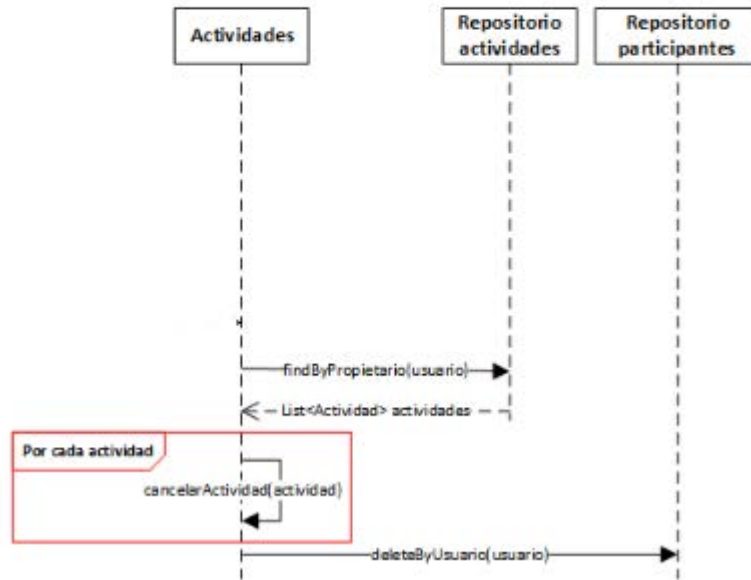 Actividades
Repositorio
actividades
Repositorio
participantes
findByPropietario(usuario)
List<Actividad> actividades
Por cada actividad
cancelarActividad(actividad)
deleteByUsuario(usuario)